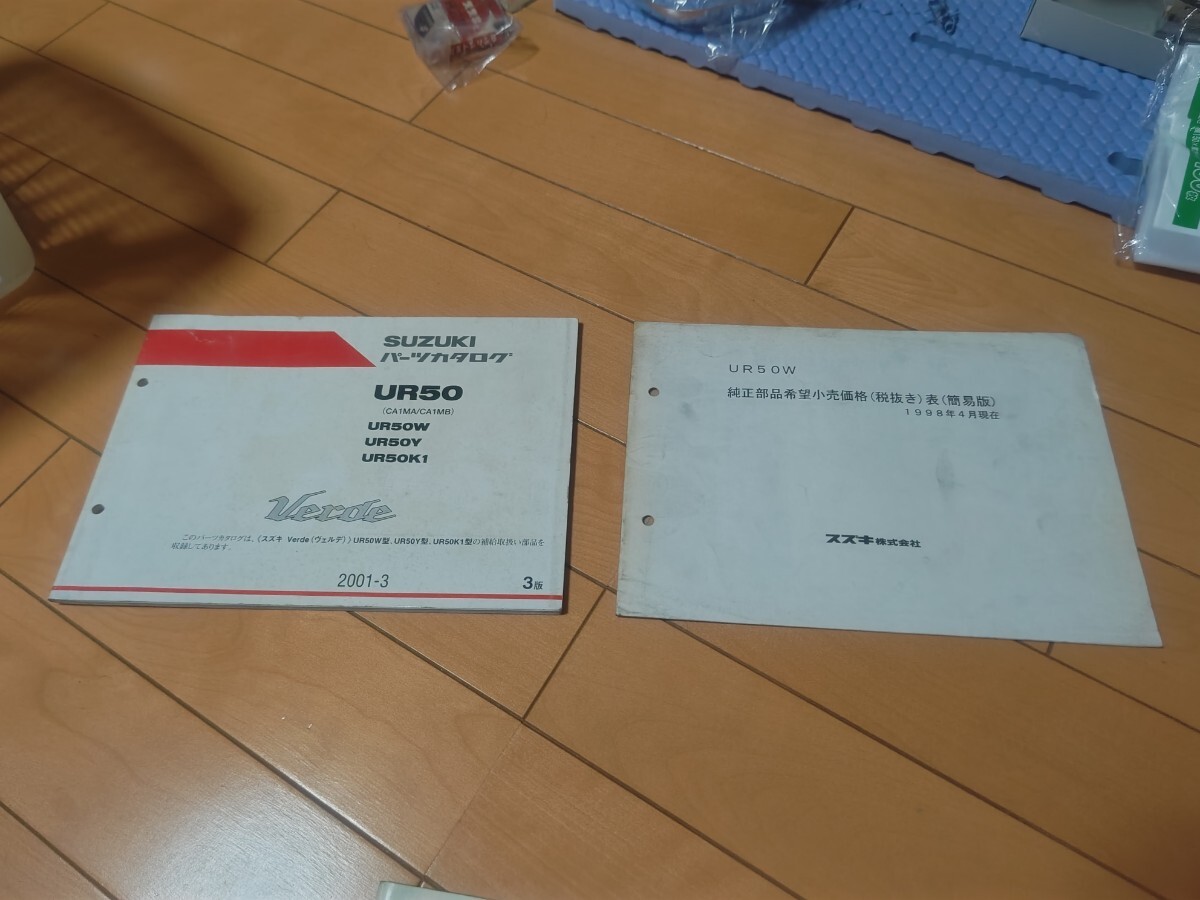 SUZUKI
パーツカタログ
UR50
(CA1MA/CA1MB)
UR50W
UR50Y
UR50K1
Verde
このパーツカタログは、《スズキ Verde(ヴェルデ)》UR50W型、UR50Y型、UR50K1型の補給取扱い部品を
収録してあります。
2001-3
3版
UR50W
純正部品希望小売価格(税抜き)表(簡易版)
1998年4月現在
スズキ株式会社